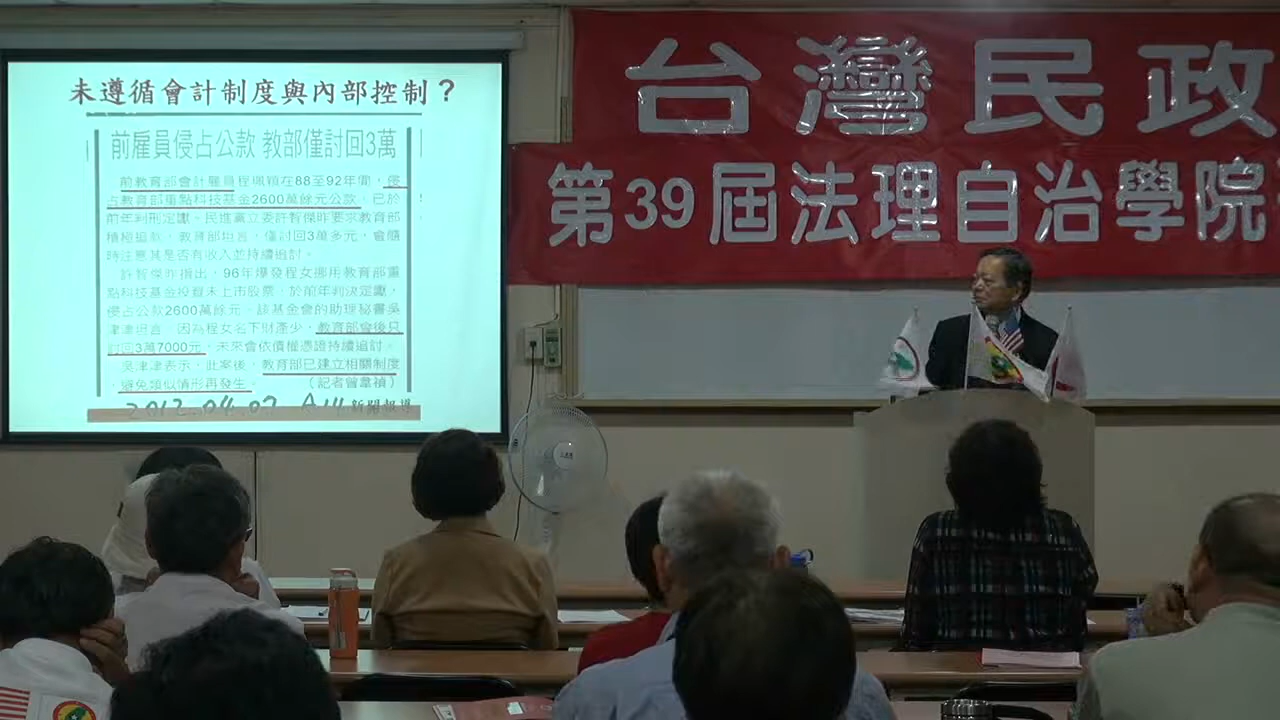 未遵循會計制度與內部控制？
前雇員侵占公款 教部僅討回3萬
前教育部會計雇員程珮穎在88至92年間，侵
占教育部重點科技基金2600萬餘元公款，已於
前年判刑定讞，民進黨立委許智傑昨要求教育部
積極追款，教育部坦言，僅討回3萬多元，會隨
時注意其是否有收入並持續追討。
許智傑昨指出，96年爆發程女挪用教育部重
點科技基金投資未上市股票，於前年判決定讞，
侵占公款2600萬餘元。該基金會的助理秘書吳
津津坦言，因為程女名下財產少，教育部會後只
討回3萬7000元，未來會依債權憑證持續追討。
吳津津表示，此案後，教育部已建立相關制度
，避免類似情形再發生。（記者曾韋禎）
2012.04.07 A14 新聞報導
台灣民政
第39屆法理自治學院